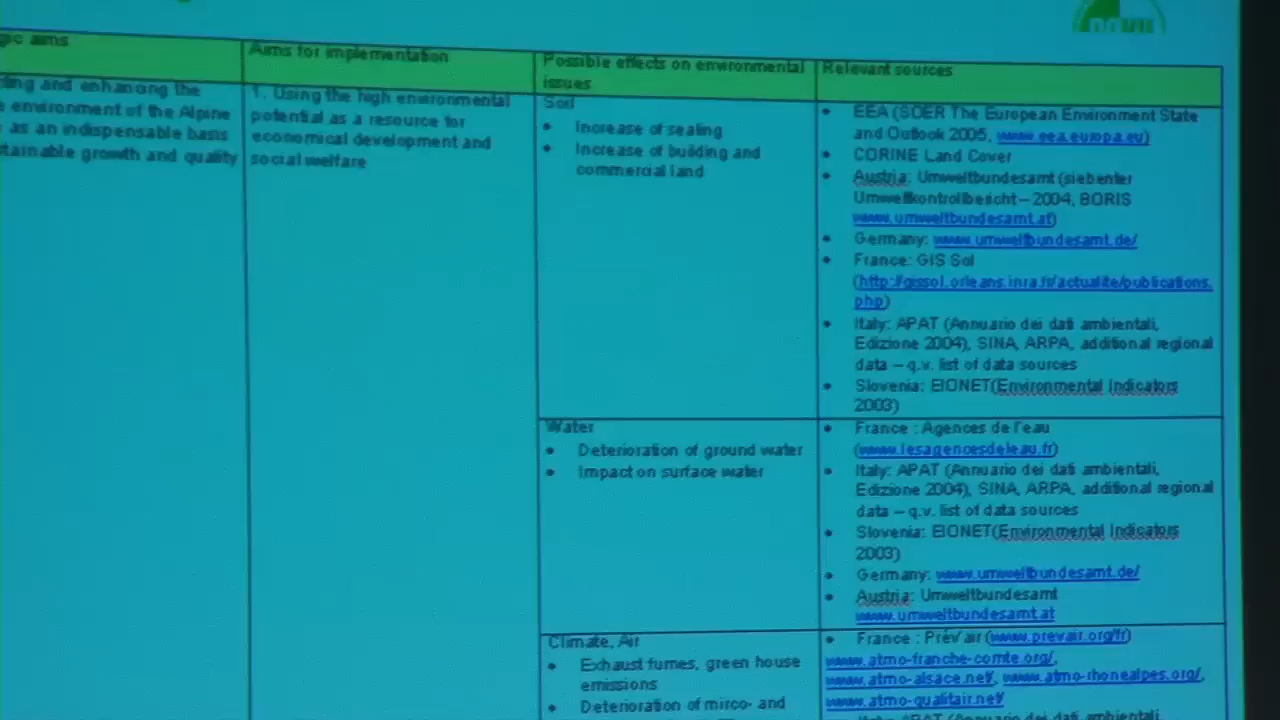 gic aims
Aims for implementation
Possible effects on environmental
issues
Relevant sources
ling and enhancing the
e environment of the Alpine
as an indispensable basis
tainable growth and quality
1. Using the high environmental
potential as a resource for
economical development and
social welfare
Soil
• Increase of sealing
• Increase of building and
commercial land
• EEA (SOER The European Environment State
and Outlook 2005, www.eea.europa.eu)
• CORINE Land Cover
• Austria: Umweltbundesamt (siebenter
Umweltkontrollbericht – 2004, BORIS
www.umweltbundesamt.at)
• Germany: www.umweltbundesamt.de/
• France: GIS Sol
(http://gissol.orleans.inra.fr/actualite/publications.
php)
• Italy: APAT (Annuario dei dati ambientali,
Edizione 2004), SINA, ARPA, additional regional
data – q.v. list of data sources
• Slovenia: EIONET(Environmental Indicators
2003)
Water
• Deterioration of ground water
• Impact on surface water
• France : Agences de l'eau
(www.lesagencesdeleau.fr)
• Italy: APAT (Annuario dei dati ambientali,
Edizione 2004), SINA, ARPA, additional regional
data – q.v. list of data sources
• Slovenia: EIONET(Environmental Indicators
2003)
• Germany: www.umweltbundesamt.de/
• Austria: Umweltbundesamt
www.umweltbundesamt.at
Climate, Air
• Exhaust fumes, green house
emissions
• Deterioration of mirco- and
• France : Prév'air (www.prevair.org/fr)
www.atmo-franche-comte.org/,
www.atmo-alsace.net/, www.atmo-rhonealpes.org/,
www.atmo-qualitair.net/
Italy: APAT (Annuario dei dati ambientali,